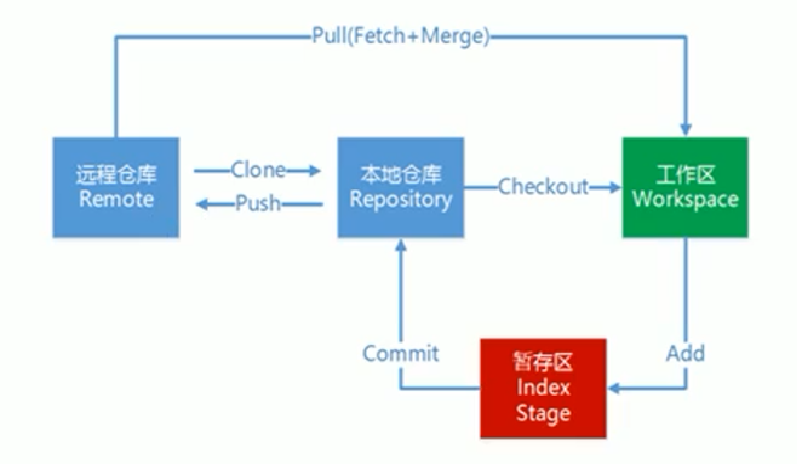 Pull(Fetch+Merge)
远程仓库
Remote
Clone
Push
本地仓库
Repository
Checkout
工作区
Workspace
Commit
暂存区
Index
Stage
Add